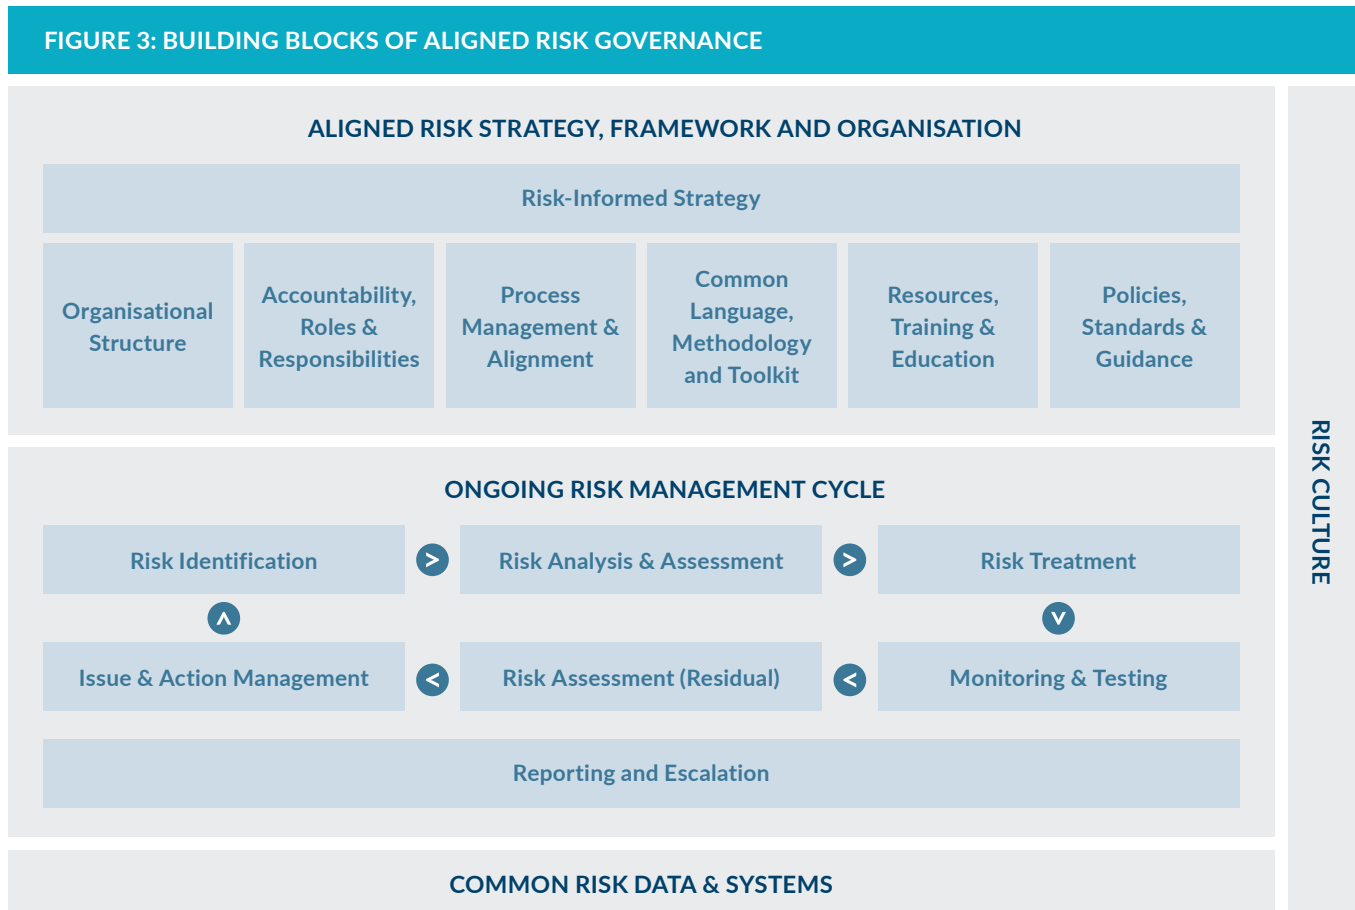 FIGURE 3: BUILDING BLOCKS OF ALIGNED RISK GOVERNANCE
ALIGNED RISK STRATEGY, FRAMEWORK AND ORGANISATION
Risk-Informed Strategy
Organisational
Structure
Accountability,
Roles &
Responsibilities
Process
Management &
Alignment
Common
Language,
Methodology
and Toolkit
Resources,
Training &
Education
Policies,
Standards &
Guidance
ONGOING RISK MANAGEMENT CYCLE
Risk Identification
>
Risk Analysis & Assessment
>
Risk Treatment
Issue & Action Management
<
Risk Assessment (Residual)
<
Monitoring & Testing
Reporting and Escalation
COMMON RISK DATA & SYSTEMS
RISK CULTURE